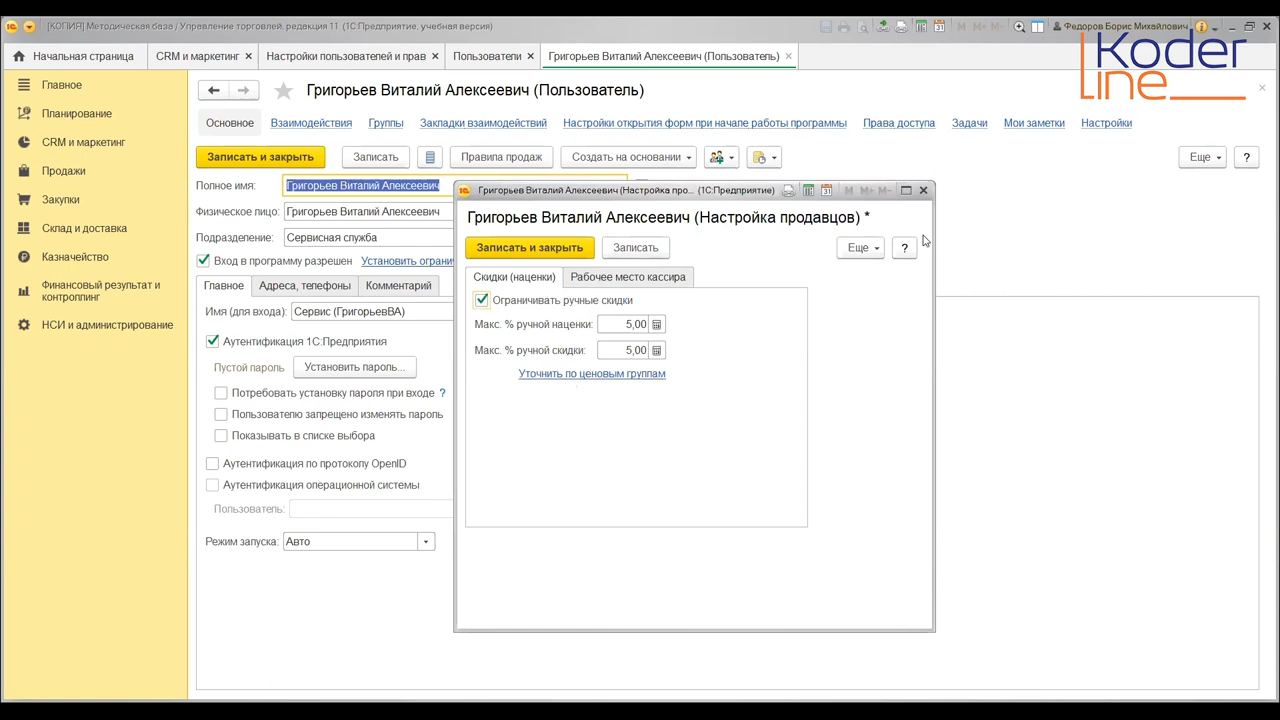 [КОПИЯ] Методическая база / Управление торговлей, редакция 11 (1С:Предприятие, учебная версия)
M M+ M-
Федоров Борис Михайлович
Koder
line
Начальная страница
CRM и маркетинг
Настройки пользователей и прав
Пользователи
Григорьев Виталий Алексеевич (Пользователь)
Главное
Планирование
CRM и маркетинг
Продажи
Закупки
Склад и доставка
Казначейство
Финансовый результат и
контроллинг
НСИ и администрирование
Григорьев Виталий Алексеевич (Пользователь)
Основное
Взаимодействия
Группы
Закладки взаимодействий
Настройки открытия форм при начале работы программы
Права доступа
Задачи
Мои заметки
Настройки
Записать и закрыть
Записать
Правила продаж
Создать на основании
Еще
?
Полное имя: Григорьев Виталий Алексеевич
Физическое лицо: Григорьев Виталий Алексеевич
Подразделение: Сервисная служба
Вход в программу разрешен
Установить ограни
Главное
Адреса, телефоны
Комментарий
Имя (для входа): Сервис (ГригорьевВА)
Аутентификация 1С:Предприятия
Пустой пароль
Установить пароль...
Потребовать установку пароля при входе ?
Пользователю запрещено изменять пароль
Показывать в списке выбора
Аутентификация по протоколу OpenID
Аутентификация операционной системы
Пользователь:
Режим запуска: Авто
Григорьев Виталий Алексеевич (Настройка про... (1С:Предприятие)
M M+ M-
Григорьев Виталий Алексеевич (Настройка продавцов) *
Записать и закрыть
Записать
Еще
?
Скидки (наценки)
Рабочее место кассира
Ограничивать ручные скидки
Макс. % ручной наценки: 5,00
Макс. % ручной скидки: 5,00
Уточнить по ценовым группам